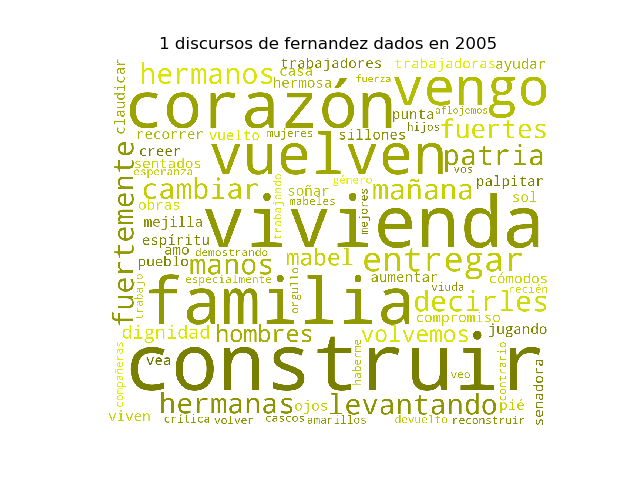 1 discursos de fernandez dados en 2005
claudicar
hermanos
casa
trabajadores
hermosa
fuerza
trabajadoras
ayudar
vengo
corazón
punta
aflojemos
recorrer
vuelto
mujeres
sillones
hijos
fuertes
creer
vuelven
patria
sentados
esperanza
vos
fuertemente
cambiar
soñar
género
mañana
palpitar
obras
trabajando
mabeles
mejores
sol
mejilla
vivienda
espíritu
amo
demostrando
pueblo
manos
mabel
entregar
trabajo
especialmente
orgullo
aumentar
cómodos
familia
viuda
recién
decirles
compromiso
dignidad
hombres
volvemos
jugando
construir
vea
haberme
veo
contrario
compañeras
senadora
hermanas
ojos
levantando
pié
viven
crítica
volver
cascos
amarillos
devuelto
reconstruir